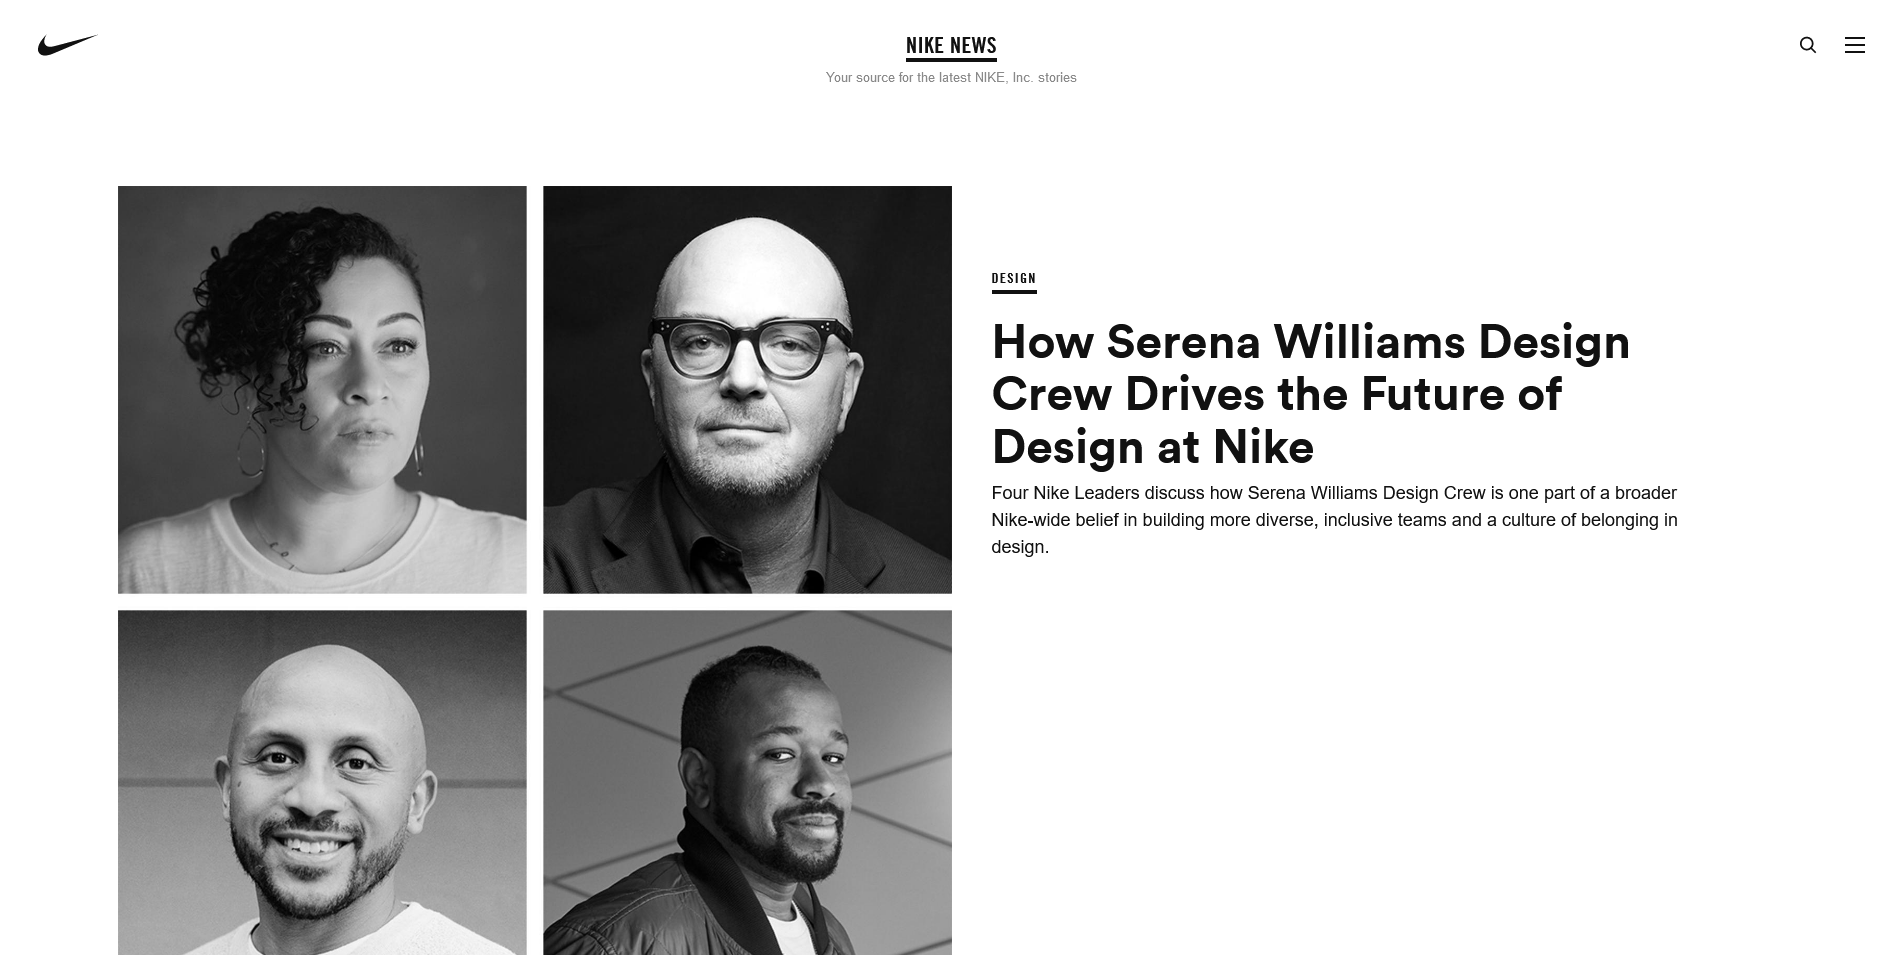 NIKE NEWS
Your source for the latest NIKE, Inc. stories
DESIGN
How Serena Williams Design
Crew Drives the Future of
Design at Nike
Four Nike Leaders discuss how Serena Williams Design Crew is one part of a broader
Nike-wide belief in building more diverse, inclusive teams and a culture of belonging in
design.